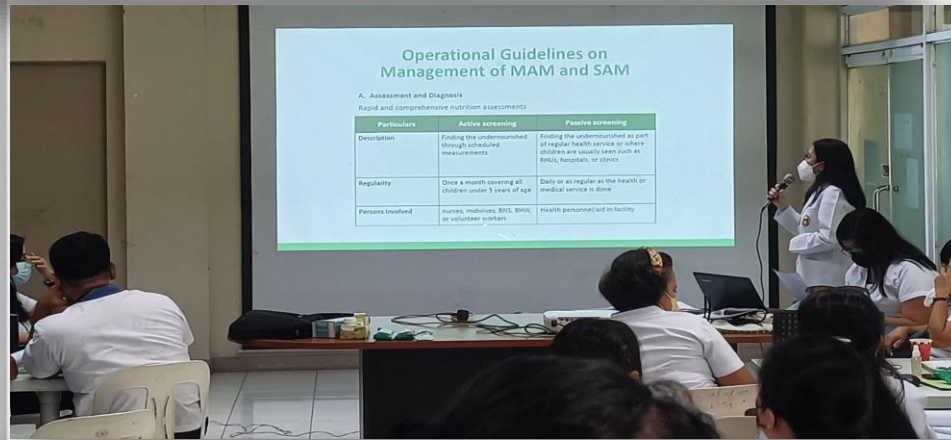 Operational Guidelines on
Management of MAM and SAM
A. Assessment and Diagnosis
Rapid and comprehensive nutrition assessments
Particulars
Active screening
Passive screening
Description
Finding the undernourished
through scheduled
measurements
Finding the undernourished as part
of regular health service or where
children are usually seen such as
RHUs, hospitals, or clinics
Regularity
Once a month covering all
children under 5 years of age
Daily or as regular as the health or
medical service is done
Persons Involved
nurses, midwives, BNS, BHW,
or volunteer workers
Health personnel/aid in facility